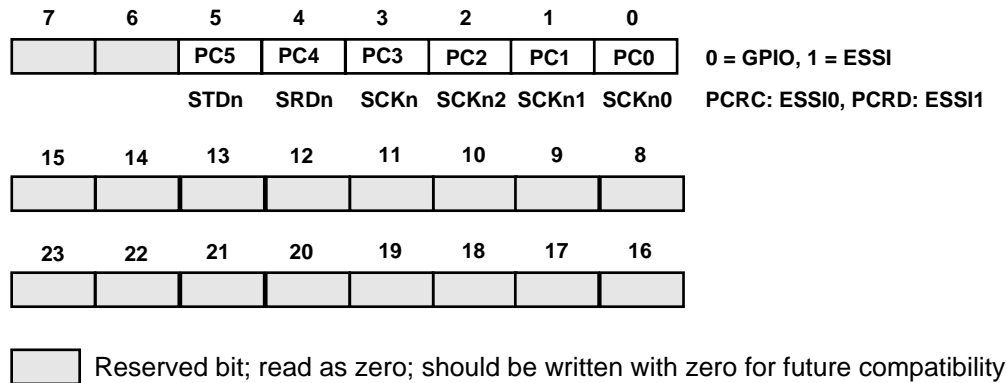 7 6 5 4 3 2 1 0
PC5 PC4 PC3 PC2 PC1 PC0 0 = GPIO, 1 = ESSI
STDn SRDn SCKn SCKn2 SCKn1 SCKn0 PCRC: ESSI0, PCRD: ESSI1
15 14 13 12 11 10 9 8
23 22 21 20 19 18 17 16
Reserved bit; read as zero; should be written with zero for future compatibility